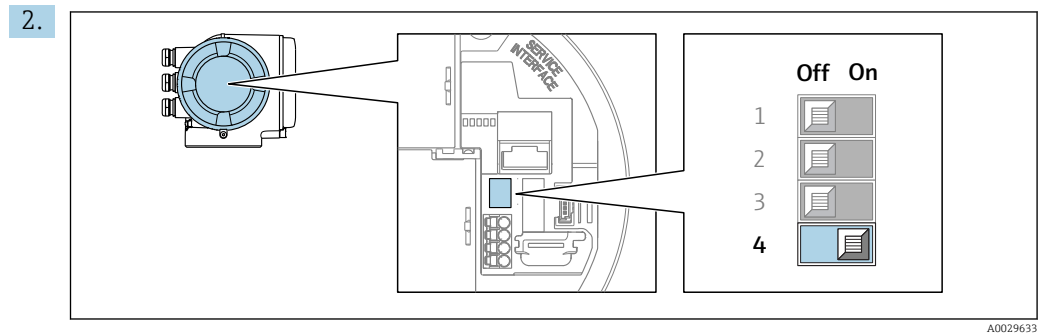 2.
SERVICE
INTERFACE
Off On
1
2
3
4
A0029633